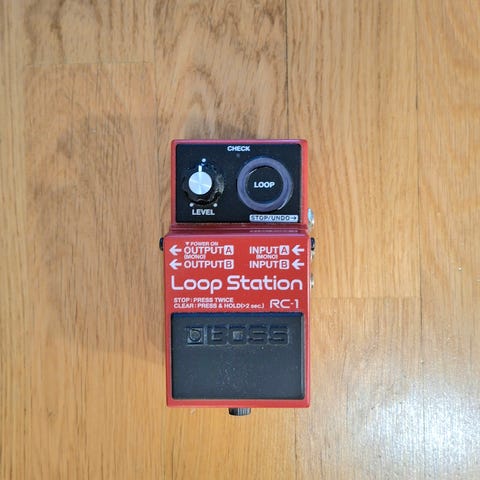 CHECK
LOOP
LEVEL
STOP/UNDO→
▼ POWER ON
←OUTPUT A INPUT A←
(MONO) (MONO)
←OUTPUT B INPUT B←
Loop Station
STOP: PRESS TWICE
CLEAR: PRESS & HOLD(>2 sec.) RC-1
BOSS